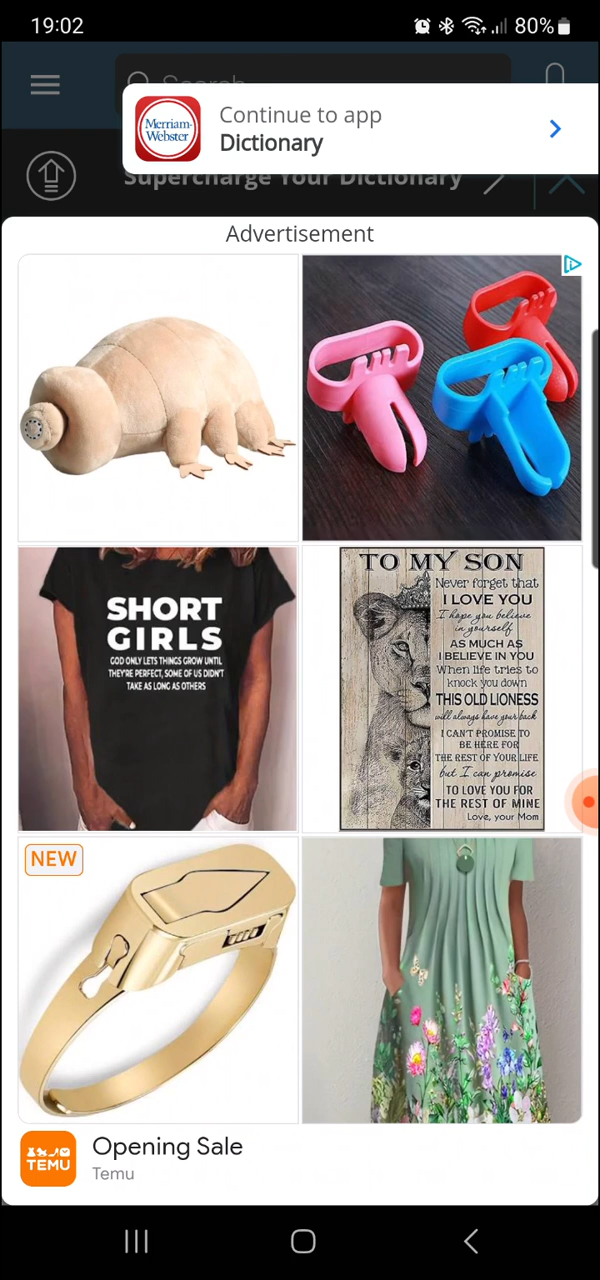 19:02
80%
Search
Merriam-
Webster
Continue to app
Dictionary
Supercharge Your Dictionary
Advertisement
SHORT
GIRLS
GOD ONLY LETS THINGS GROW UNTIL
THEY'RE PERFECT, SOME OF US DIDN'T
TAKE AS LONG AS OTHERS
TO MY SON
Never forget that
I LOVE YOU
I hope you believe
in yourself
AS MUCH AS
I BELIEVE IN YOU
When life tries to
knock you down
THIS OLD LIONESS
will always have your back
I CAN'T PROMISE TO
BE HERE FOR
THE REST OF YOUR LIFE
but I can promise
TO LOVE YOU FOR
THE REST OF MINE
Love, your Mom
NEW
TEMU
Opening Sale
Temu